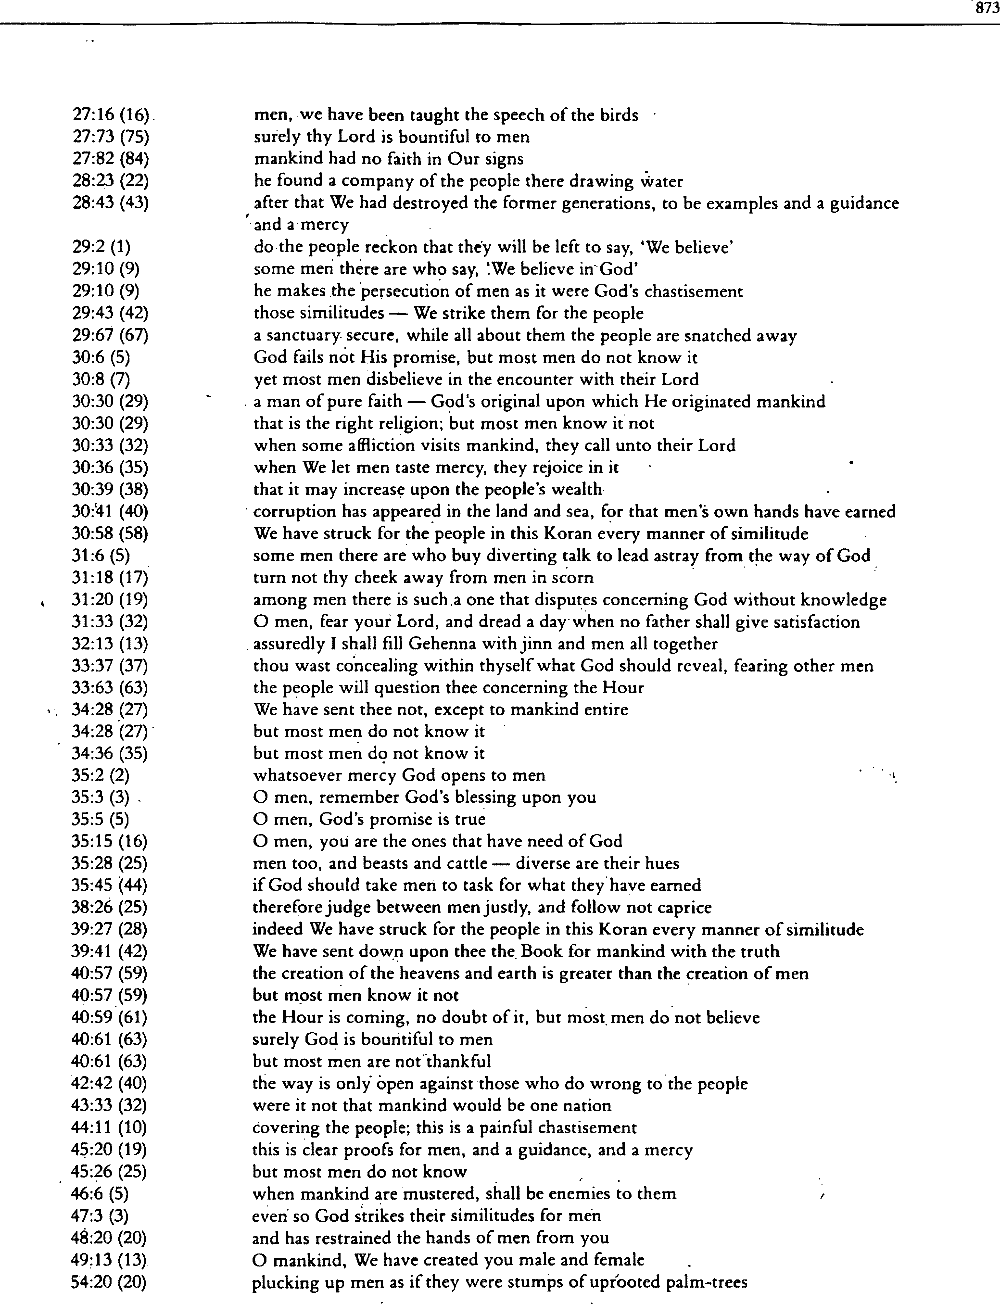 873
27:16 (16) men, we have been taught the speech of the birds
27:73 (75) surely thy Lord is bountiful to men
27:82 (84) mankind had no faith in Our signs
28:23 (22) he found a company of the people there drawing water
28:43 (43) after that We had destroyed the former generations, to be examples and a guidance
and a mercy
29:2 (1) do the people reckon that they will be left to say, ‘We believe’
29:10 (9) some men there are who say, ‘We believe in God’
29:10 (9) he makes the persecution of men as it were God's chastisement
29:43 (42) those similitudes — We strike them for the people
29:67 (67) a sanctuary secure, while all about them the people are snatched away
30:6 (5) God fails not His promise, but most men do not know it
30:8 (7) yet most men disbelieve in the encounter with their Lord
30:30 (29) a man of pure faith — God's original upon which He originated mankind
30:30 (29) that is the right religion; but most men know it not
30:33 (32) when some affliction visits mankind, they call unto their Lord
30:36 (35) when We let men taste mercy, they rejoice in it
30:39 (38) that it may increase upon the people's wealth
30:41 (40) corruption has appeared in the land and sea, for that men's own hands have earned
30:58 (58) We have struck for the people in this Koran every manner of similitude
31:6 (5) some men there are who buy diverting talk to lead astray from the way of God
31:18 (17) turn not thy cheek away from men in scorn
31:20 (19) among men there is such a one that disputes concerning God without knowledge
31:33 (32) O men, fear your Lord, and dread a day when no father shall give satisfaction
32:13 (13) assuredly I shall fill Gehenna with jinn and men all together
33:37 (37) thou wast concealing within thyself what God should reveal, fearing other men
33:63 (63) the people will question thee concerning the Hour
34:28 (27) We have sent thee not, except to mankind entire
34:28 (27) but most men do not know it
34:36 (35) but most men do not know it
35:2 (2) whatsoever mercy God opens to men
35:3 (3) O men, remember God's blessing upon you
35:5 (5) O men, God's promise is true
35:15 (16) O men, you are the ones that have need of God
35:28 (25) men too, and beasts and cattle — diverse are their hues
35:45 (44) if God should take men to task for what they have earned
38:26 (25) therefore judge between men justly, and follow not caprice
39:27 (28) indeed We have struck for the people in this Koran every manner of similitude
39:41 (42) We have sent down upon thee the Book for mankind with the truth
40:57 (59) the creation of the heavens and earth is greater than the creation of men
40:57 (59) but most men know it not
40:59 (61) the Hour is coming, no doubt of it, but most men do not believe
40:61 (63) surely God is bountiful to men
40:61 (63) but most men are not thankful
42:42 (40) the way is only open against those who do wrong to the people
43:33 (32) were it not that mankind would be one nation
44:11 (10) covering the people; this is a painful chastisement
45:20 (19) this is clear proofs for men, and a guidance, and a mercy
45:26 (25) but most men do not know
46:6 (5) when mankind are mustered, shall be enemies to them
47:3 (3) even so God strikes their similitudes for men
48:20 (20) and has restrained the hands of men from you
49:13 (13) O mankind, We have created you male and female
54:20 (20) plucking up men as if they were stumps of uprooted palm-trees